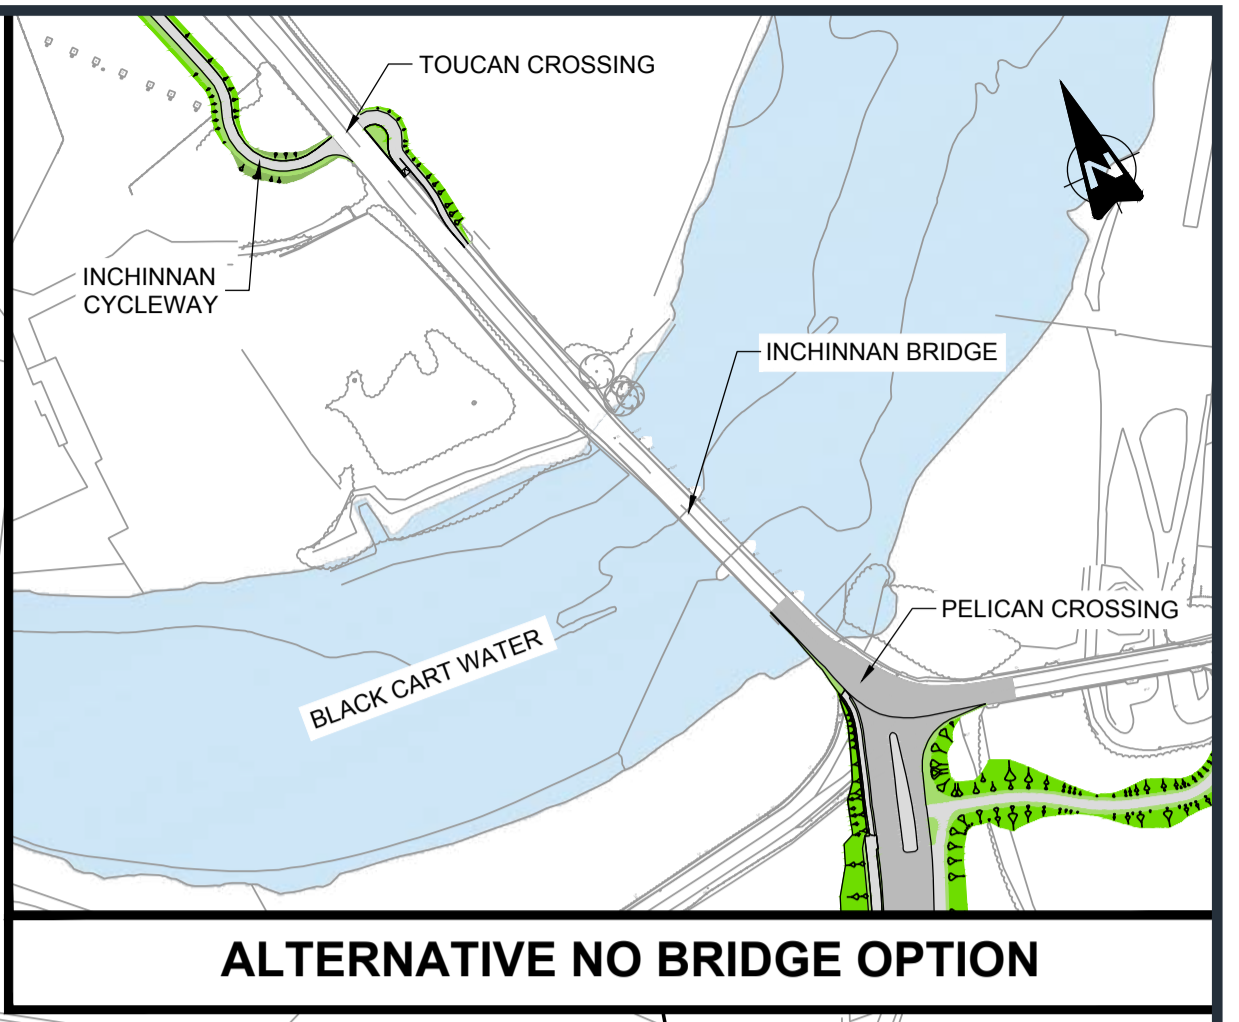 TOUCAN CROSSING
N
INCHINNAN
CYCLEWAY
INCHINNAN BRIDGE
PELICAN CROSSING
BLACK CART WATER
ALTERNATIVE NO BRIDGE OPTION